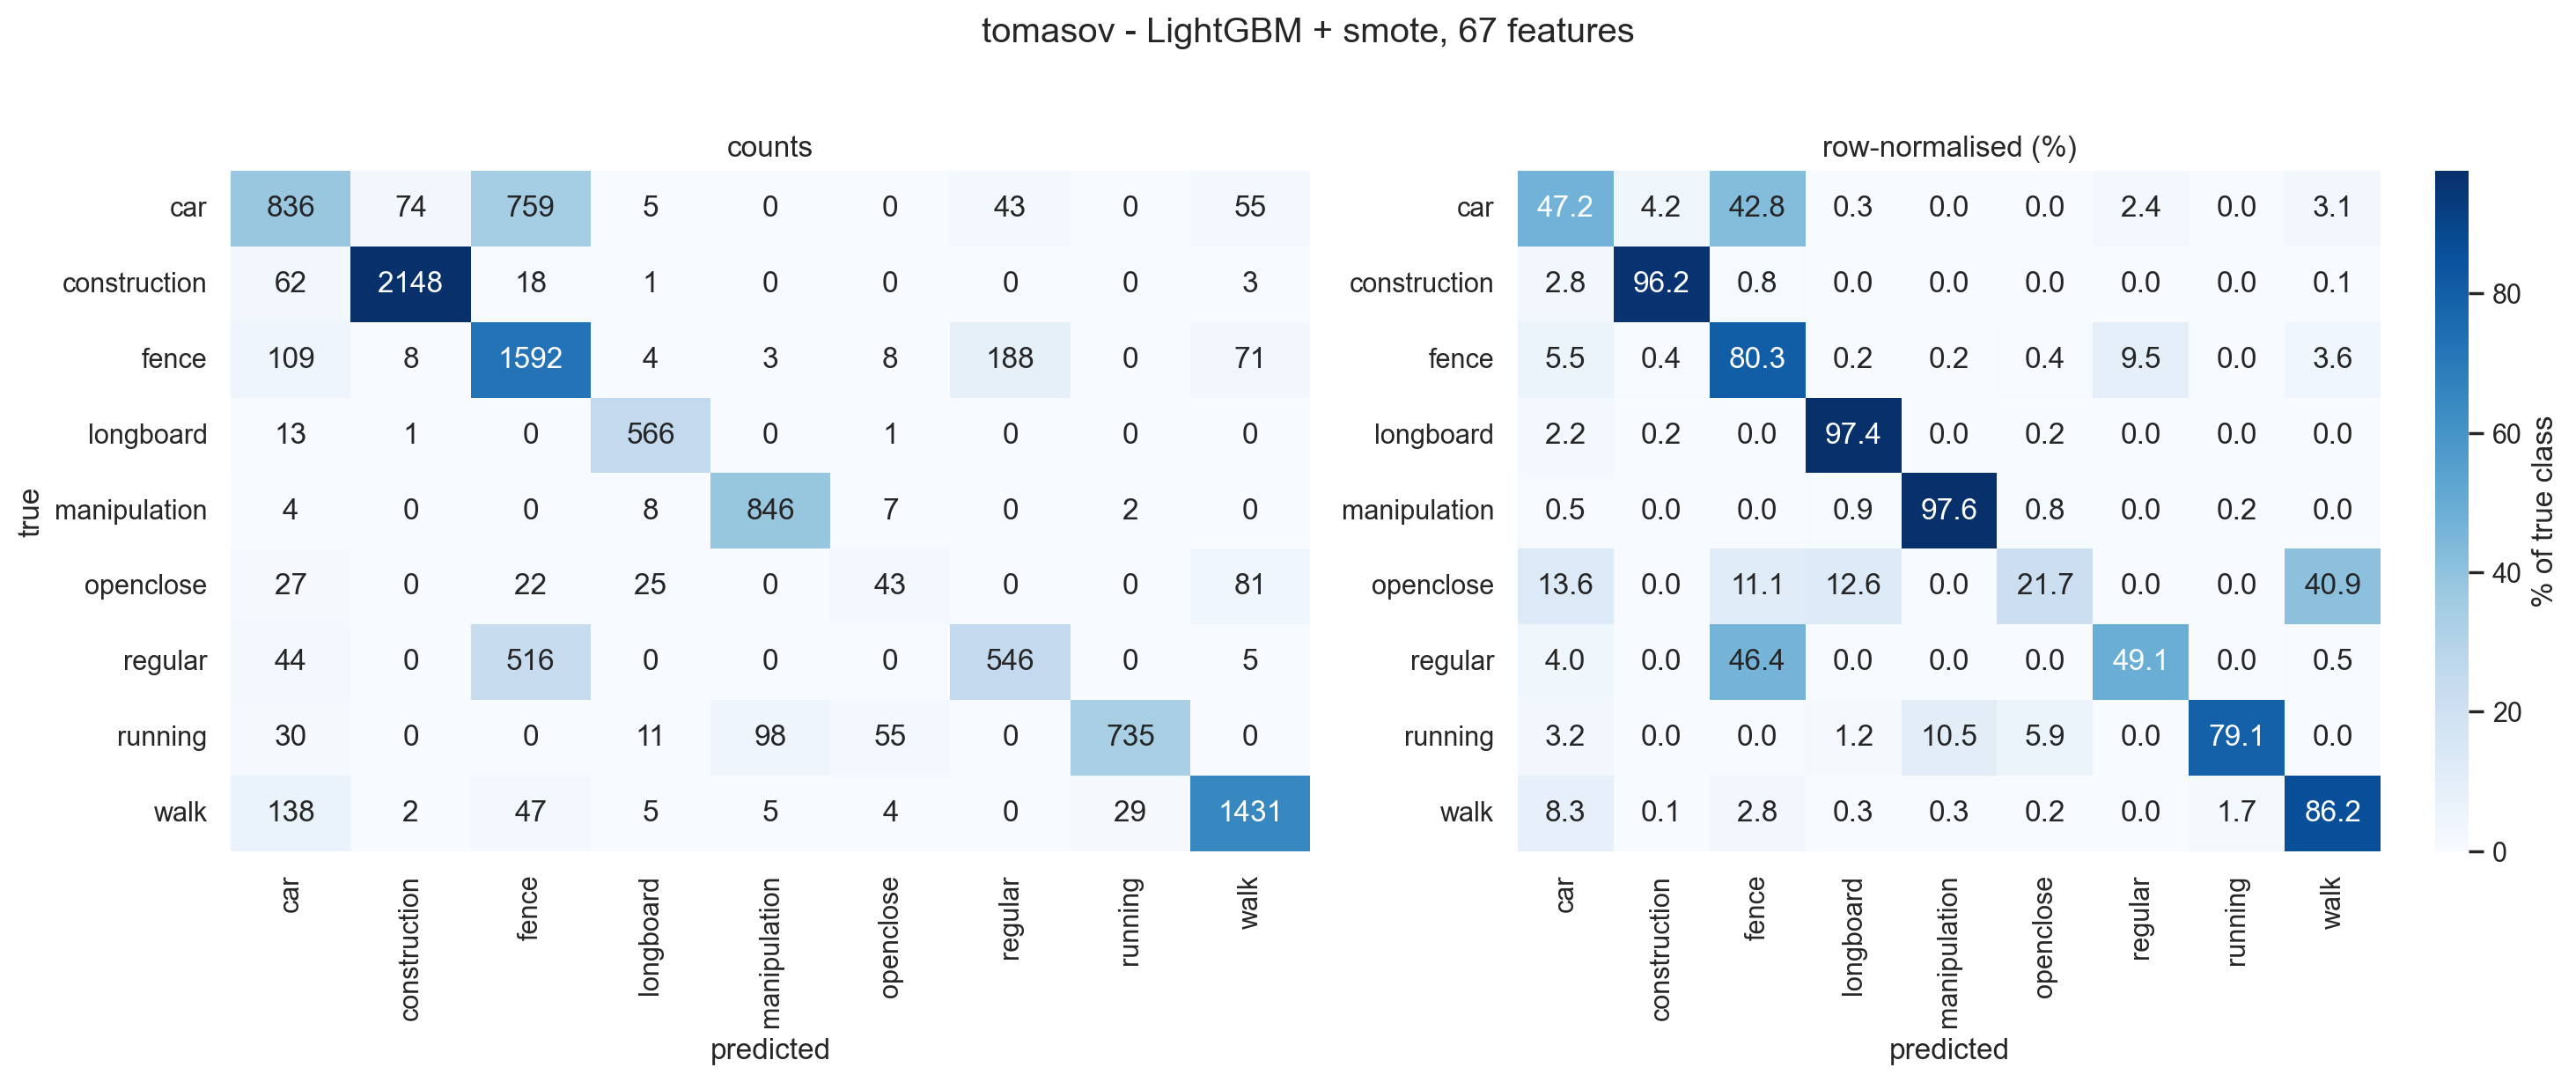 tomasov - LightGBM + smote, 67 features
counts
car 836 74 759 5 0 0 43 0 55
construction 62 2148 18 1 0 0 0 0 3
fence 109 8 1592 4 3 8 188 0 71
longboard 13 1 0 566 0 1 0 0 0
manipulation 4 0 0 8 846 7 0 2 0
openclose 27 0 22 25 0 43 0 0 81
regular 44 0 516 0 0 0 546 0 5
running 30 0 0 11 98 55 0 735 0
walk 138 2 47 5 5 4 0 29 1431
true
car construction fence longboard manipulation openclose regular running walk
predicted
row-normalised (%)
car 47.2 4.2 42.8 0.3 0.0 0.0 2.4 0.0 3.1
construction 2.8 96.2 0.8 0.0 0.0 0.0 0.0 0.0 0.1
fence 5.5 0.4 80.3 0.2 0.2 0.4 9.5 0.0 3.6
longboard 2.2 0.2 0.0 97.4 0.0 0.2 0.0 0.0 0.0
manipulation 0.5 0.0 0.0 0.9 97.6 0.8 0.0 0.2 0.0
openclose 13.6 0.0 11.1 12.6 0.0 21.7 0.0 0.0 40.9
regular 4.0 0.0 46.4 0.0 0.0 0.0 49.1 0.0 0.5
running 3.2 0.0 0.0 1.2 10.5 5.9 0.0 79.1 0.0
walk 8.3 0.1 2.8 0.3 0.3 0.2 0.0 1.7 86.2
car construction fence longboard manipulation openclose regular running walk
predicted
80
60
40
20
0
% of true class